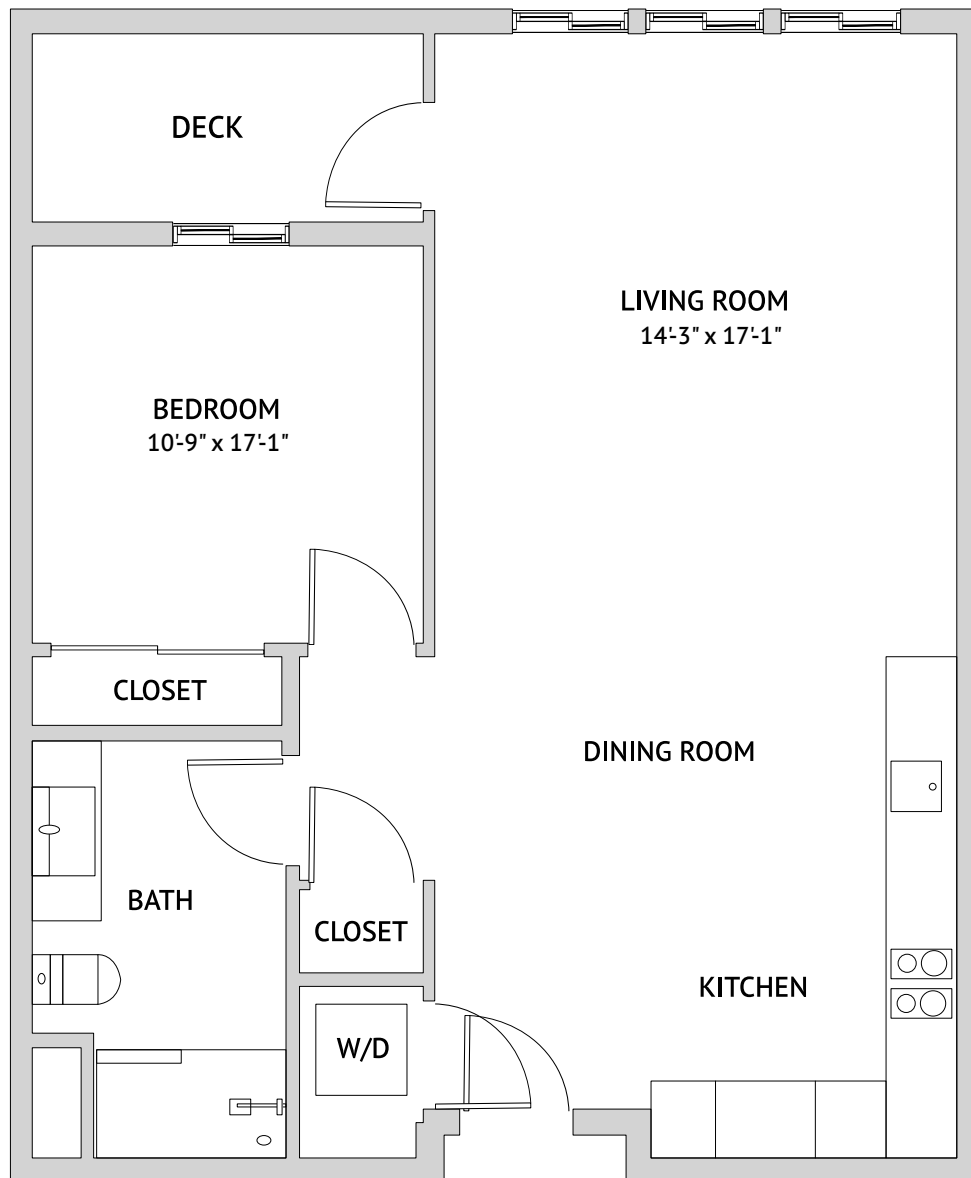 DECK
LIVING ROOM
14'-3" x 17'-1"
BEDROOM
10'-9" x 17'-1"
CLOSET
DINING ROOM
BATH
CLOSET
KITCHEN
W/D